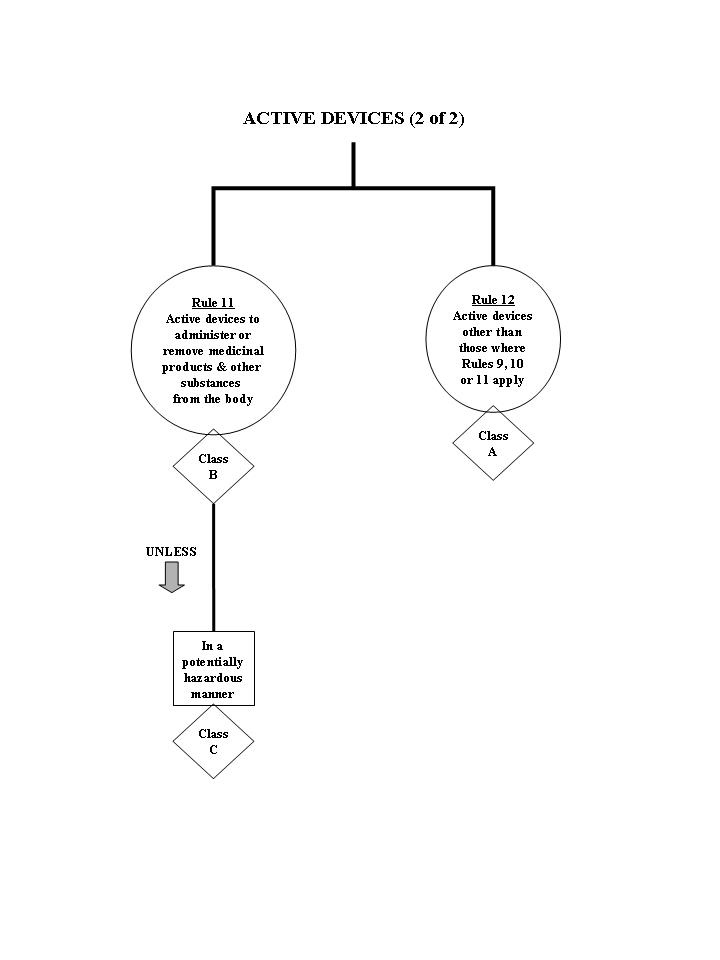 ACTIVE DEVICES (2 of 2)
Rule 11
Active devices to
administer or
remove medicinal
products & other
substances
from the body
Class
B
UNLESS
In a
potentially
hazardous
manner
Class
C
Rule 12
Active devices
other than
those where
Rules 9, 10
or 11 apply
Class
A